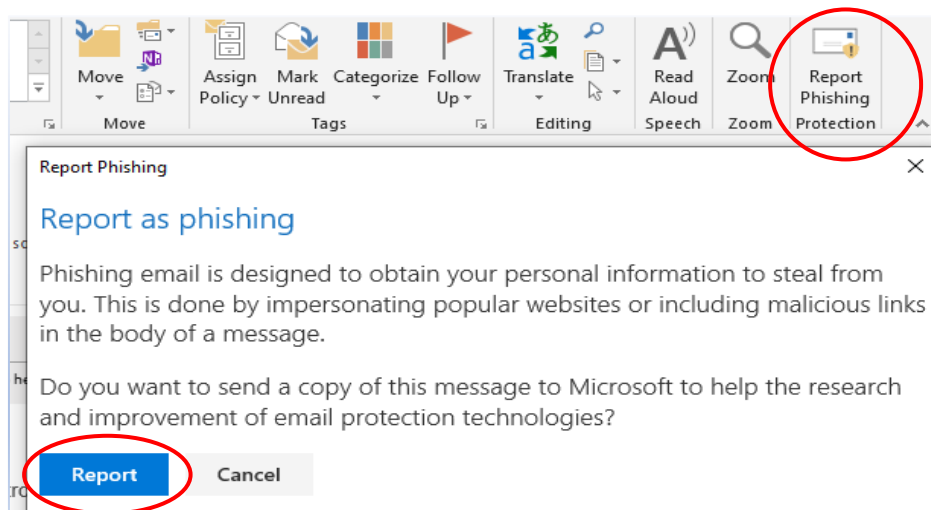 Move Assign Policy Mark Unread Categorize Follow Up Translate Read Aloud Zoom Report Phishing
Move Tags Editing Speech Zoom Protection
Report Phishing
Report as phishing
Phishing email is designed to obtain your personal information to steal from
you. This is done by impersonating popular websites or including malicious links
in the body of a message.
Do you want to send a copy of this message to Microsoft to help the research
and improvement of email protection technologies?
Report Cancel